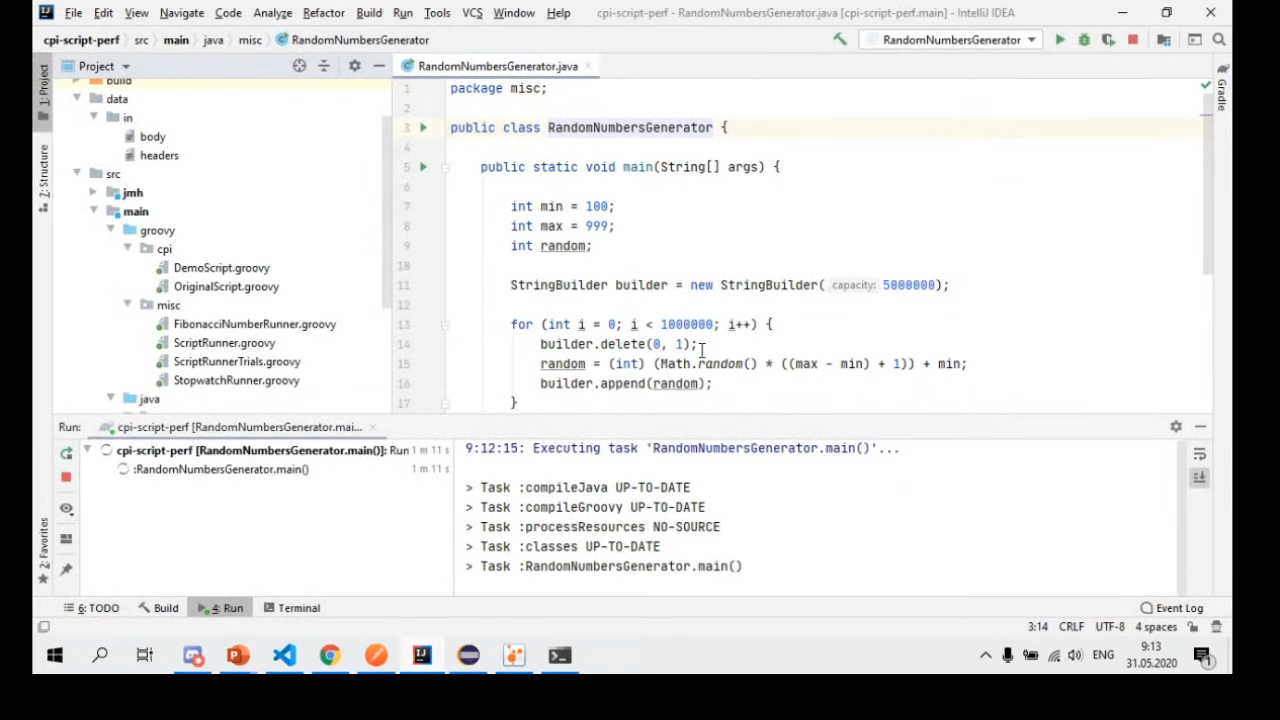 File Edit View Navigate Code Analyze Refactor Build Run Tools VCS Window Help cpi-script-perf - RandomNumbersGenerator.java [cpi-script-perf.main] - IntelliJ IDEA
cpi-script-perf src main java misc RandomNumbersGenerator RandomNumbersGenerator
1: Project
Project
build
data
in
body
headers
src
jmh
main
groovy
cpi
DemoScript.groovy
OriginalScript.groovy
misc
FibonacciNumberRunner.groovy
ScriptRunner.groovy
ScriptRunnerTrials.groovy
StopwatchRunner.groovy
java
7: Structure
2: Favorites
RandomNumbersGenerator.java
1 package misc;
2
3 public class RandomNumbersGenerator {
4
5 public static void main(String[] args) {
6
7 int min = 100;
8 int max = 999;
9 int random;
10
11 StringBuilder builder = new StringBuilder( capacity: 5000000);
12
13 for (int i = 0; i < 1000000; i++) {
14 builder.delete(0, 1);
15 random = (int) (Math.random() * ((max - min) + 1)) + min;
16 builder.append(random);
17 }
Gradle
Run: cpi-script-perf [RandomNumbersGenerator.mai...
cpi-script-perf [RandomNumbersGenerator.main()]: Run 1 m 11 s
:RandomNumbersGenerator.main() 1 m 11 s
9:12:15: Executing task 'RandomNumbersGenerator.main()'...
> Task :compileJava UP-TO-DATE
> Task :compileGroovy UP-TO-DATE
> Task :processResources NO-SOURCE
> Task :classes UP-TO-DATE
> Task :RandomNumbersGenerator.main()
6: TODO Build 4: Run Terminal Event Log
3:14 CRLF UTF-8 4 spaces
ENG 9:13
31.05.2020
1